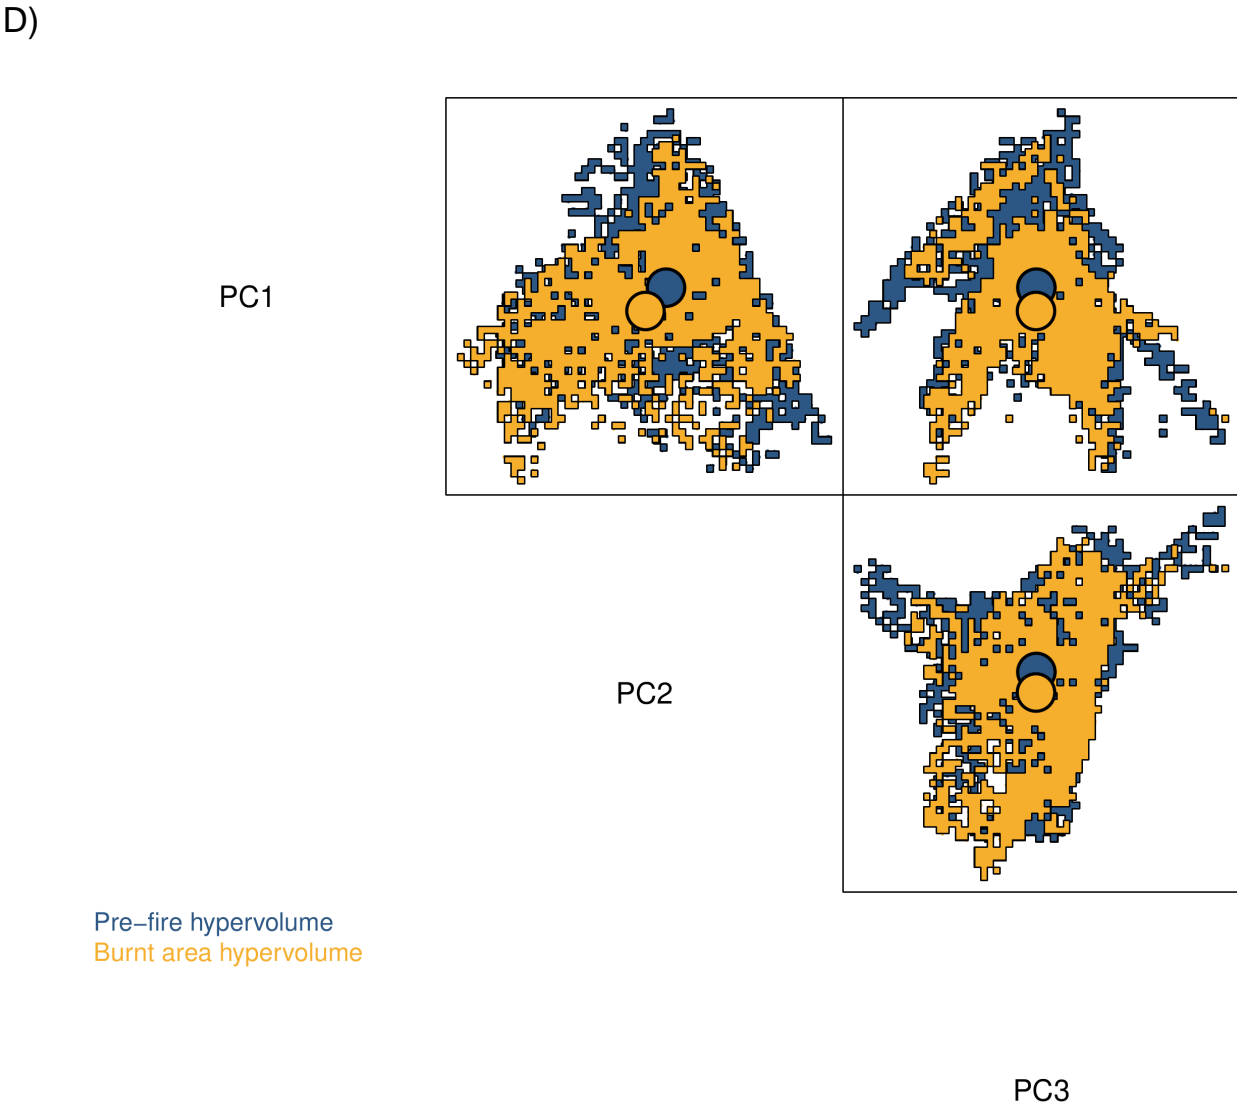 D)
PC1
PC2
Pre−fire hypervolume
Burnt area hypervolume
PC3